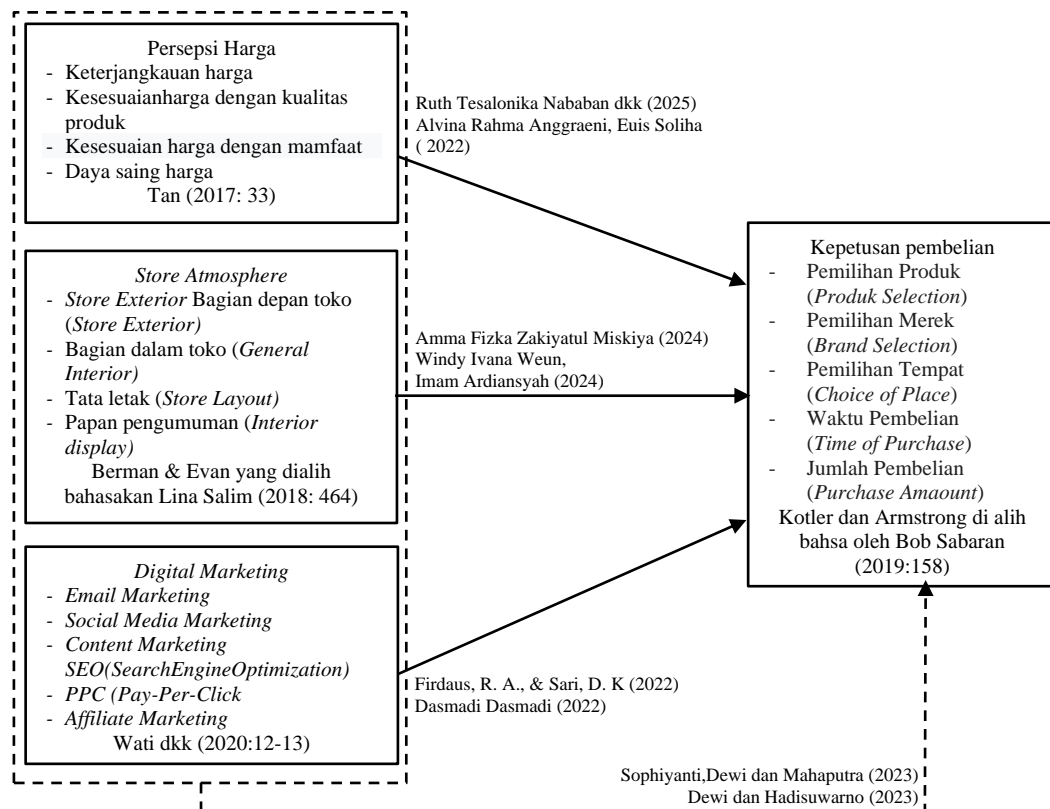 Persepsi Harga
- Keterjangkauan harga
- Kesesuaianharga dengan kualitas
produk
- Kesesuaian harga dengan mamfaat
- Daya saing harga
Tan (2017: 33)
Ruth Tesalonika Nababan dkk (2025)
Alvina Rahma Anggraeni, Euis Soliha
( 2022)
Store Atmosphere
- Store Exterior Bagian depan toko
(Store Exterior)
- Bagian dalam toko (General
Interior)
- Tata letak (Store Layout)
- Papan pengumuman (Interior
display)
Berman & Evan yang dialih
bahasakan Lina Salim (2018: 464)
Amma Fizka Zakiyatul Miskiya (2024)
Windy Ivana Weun,
Imam Ardiansyah (2024)
Digital Marketing
- Email Marketing
- Social Media Marketing
- Content Marketing
SEO(SearchEngineOptimization)
- PPC (Pay-Per-Click
- Affiliate Marketing
Wati dkk (2020:12-13)
Firdaus, R. A., & Sari, D. K (2022)
Dasmadi Dasmadi (2022)
Kepetusan pembelian
- Pemilihan Produk
(Produk Selection)
- Pemilihan Merek
(Brand Selection)
- Pemilihan Tempat
(Choice of Place)
- Waktu Pembelian
(Time of Purchase)
- Jumlah Pembelian
(Purchase Amaount)
Kotler dan Armstrong di alih
bahsa oleh Bob Sabaran
(2019:158)
Sophiyanti,Dewi dan Mahaputra (2023)
Dewi dan Hadisuwarno (2023)